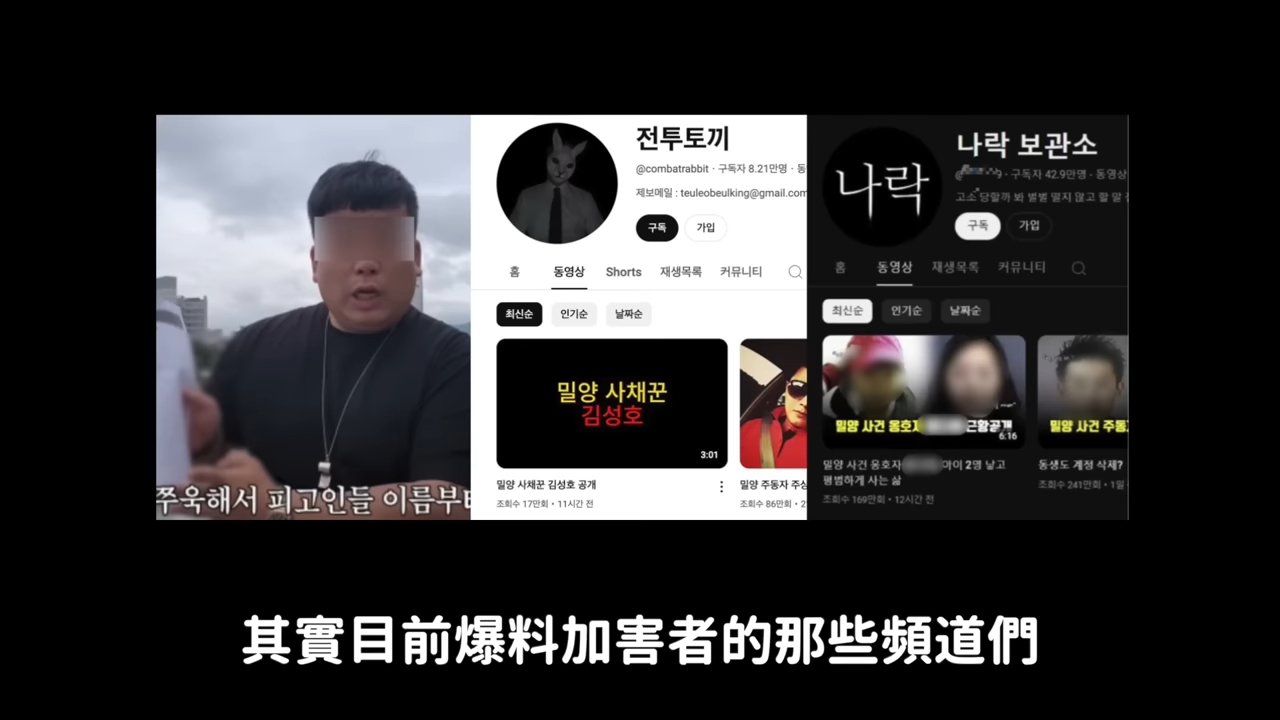 쭈욱해서 피고인들 이름부터
전투토끼
@combatrabbit · 구독자 8.21만명 · 동
제보메일 : teuleobeulking@gmail.com
구독
가입
홈
동영상
Shorts
재생목록
커뮤니티
최신순
인기순
날짜순
밀양 사채꾼
김성호
3:01
밀양 사채꾼 김성호 공개
조회수 17만회 · 11시간 전
밀양 주동자 주
조회수 86만회 · 2
나락
나락 보관소
9 · 구독자 42.9만명 · 동영상
고소 당할까 봐 벌벌 떨지 않고 할 말
구독
가입
홈
동영상
재생목록
커뮤니티
최신순
인기순
날짜순
밀양 사건 옹호자
근황공개
6:16
밀양 사건 옹호자
마이 2명 낳고
평범하게 사는 삶
조회수 169만회 · 12시간 전
밀양 사건 주동
동생도 계정 삭제?
조회수 241만회 · 1일
其實目前爆料加害者的那些頻道們